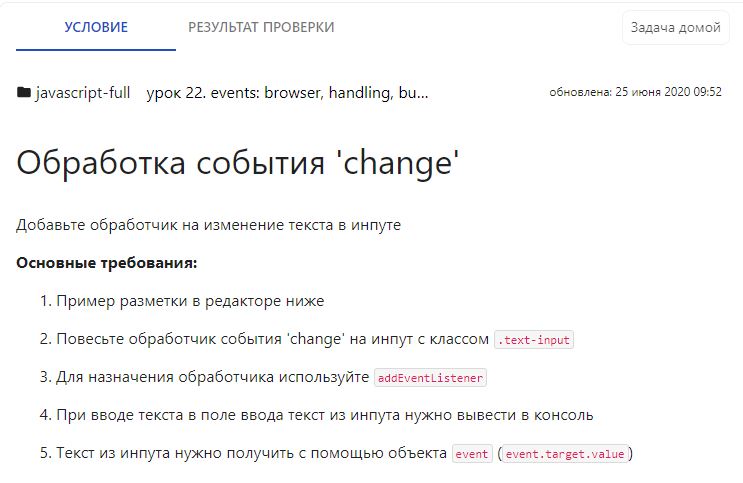 УСЛОВИЕ РЕЗУЛЬТАТ ПРОВЕРКИ Задача домой
javascript-full урок 22. events: browser, handling, bu... обновлена: 25 июня 2020 09:52
Обработка события 'change'
Добавьте обработчик на изменение текста в инпуте
Основные требования:
1. Пример разметки в редакторе ниже
2. Повесьте обработчик события 'change' на инпут с классом .text-input
3. Для назначения обработчика используйте addEventListener
4. При вводе текста в поле ввода текст из инпута нужно вывести в консоль
5. Текст из инпута нужно получить с помощью объекта event (event.target.value)